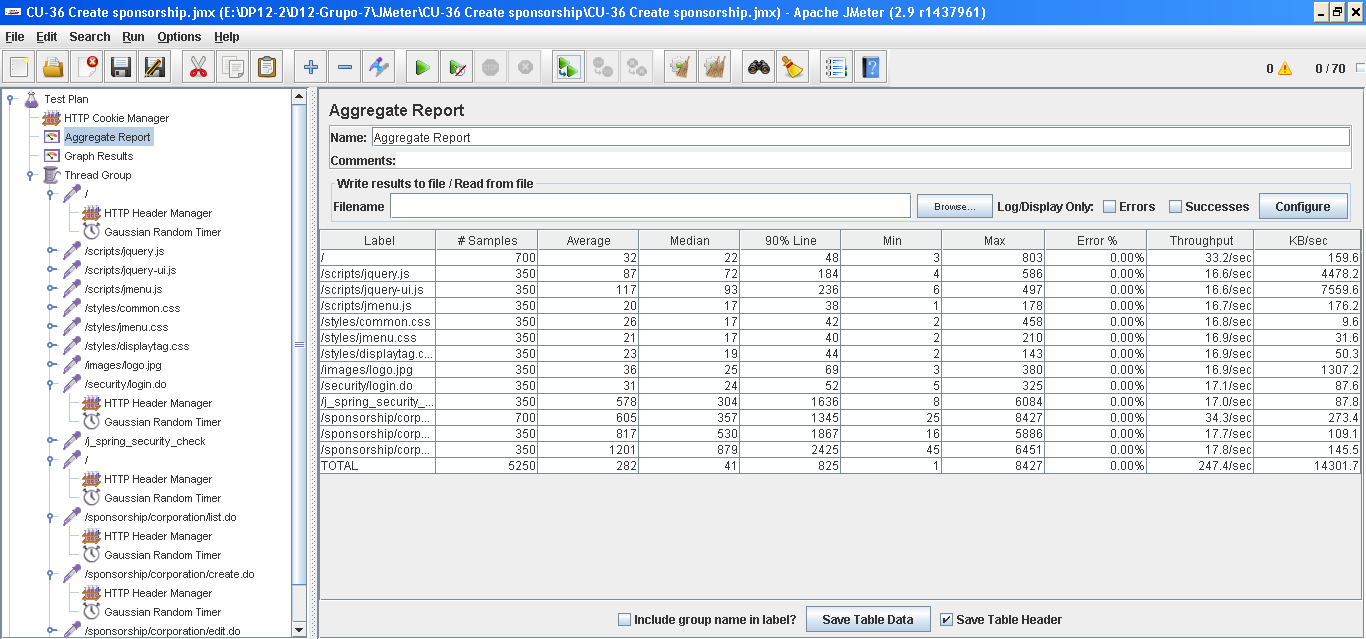 CU-36 Create sponsorship.jmx (E:\DP12-2\D12-Grupo-7\JMeter\CU-36 Create sponsorship\CU-36 Create sponsorship.jmx) - Apache JMeter (2.9 r1437961)
File Edit Search Run Options Help
0 0 / 70
Test Plan
HTTP Cookie Manager
Aggregate Report
Graph Results
Thread Group
/
HTTP Header Manager
Gaussian Random Timer
/scripts/jquery.js
/scripts/jquery-ui.js
/scripts/jmenu.js
/styles/common.css
/styles/jmenu.css
/styles/displaytag.css
/images/logo.jpg
/security/login.do
HTTP Header Manager
Gaussian Random Timer
/j_spring_security_check
/
HTTP Header Manager
Gaussian Random Timer
/sponsorship/corporation/list.do
HTTP Header Manager
Gaussian Random Timer
/sponsorship/corporation/create.do
HTTP Header Manager
Gaussian Random Timer
/sponsorship/corporation/edit.do
Aggregate Report
Name: Aggregate Report
Comments:
Write results to file / Read from file
Filename Browse... Log/Display Only: Errors Successes Configure
Label # Samples Average Median 90% Line Min Max Error % Throughput KB/sec
/ 700 32 22 48 3 803 0.00% 33.2/sec 159.6
/scripts/jquery.js 350 87 72 184 4 586 0.00% 16.6/sec 4478.2
/scripts/jquery-ui.js 350 117 93 236 6 497 0.00% 16.6/sec 7559.6
/scripts/jmenu.js 350 20 17 38 1 178 0.00% 16.7/sec 176.2
/styles/common.css 350 26 17 42 2 458 0.00% 16.8/sec 9.6
/styles/jmenu.css 350 21 17 40 2 210 0.00% 16.9/sec 31.6
/styles/displaytag.c... 350 23 19 44 2 143 0.00% 16.9/sec 50.3
/images/logo.jpg 350 36 25 69 3 380 0.00% 16.9/sec 1307.2
/security/login.do 350 31 24 52 5 325 0.00% 17.1/sec 87.6
/j_spring_security_... 350 578 304 1636 8 6084 0.00% 17.0/sec 87.8
/sponsorship/corp... 700 605 357 1345 25 8427 0.00% 34.3/sec 273.4
/sponsorship/corp... 350 817 530 1867 16 5886 0.00% 17.7/sec 109.1
/sponsorship/corp... 350 1201 879 2425 45 6451 0.00% 17.8/sec 145.5
TOTAL 5250 282 41 825 1 8427 0.00% 247.4/sec 14301.7
Include group name in label? Save Table Data Save Table Header